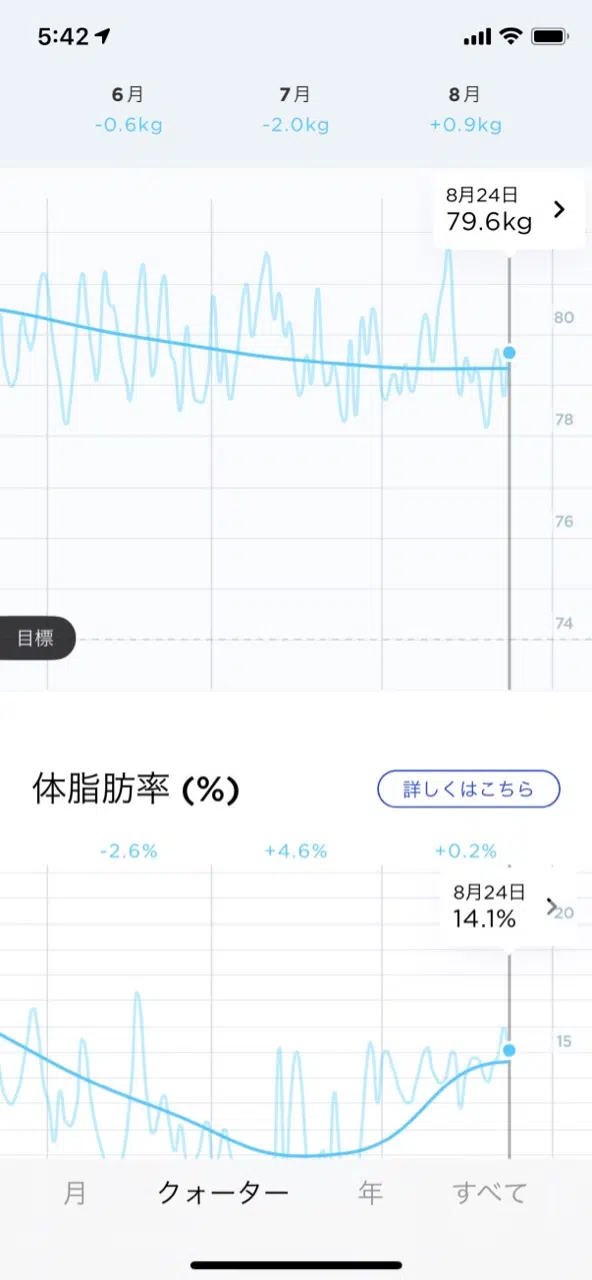 5:42
6月 7月 8月
-0.6kg -2.0kg +0.9kg
8月24日
79.6kg
80
78
76
74
目標
体脂肪率 (%)
詳しくはこちら
-2.6% +4.6% +0.2%
8月24日
14.1%
20
15
月 クォーター 年 すべて